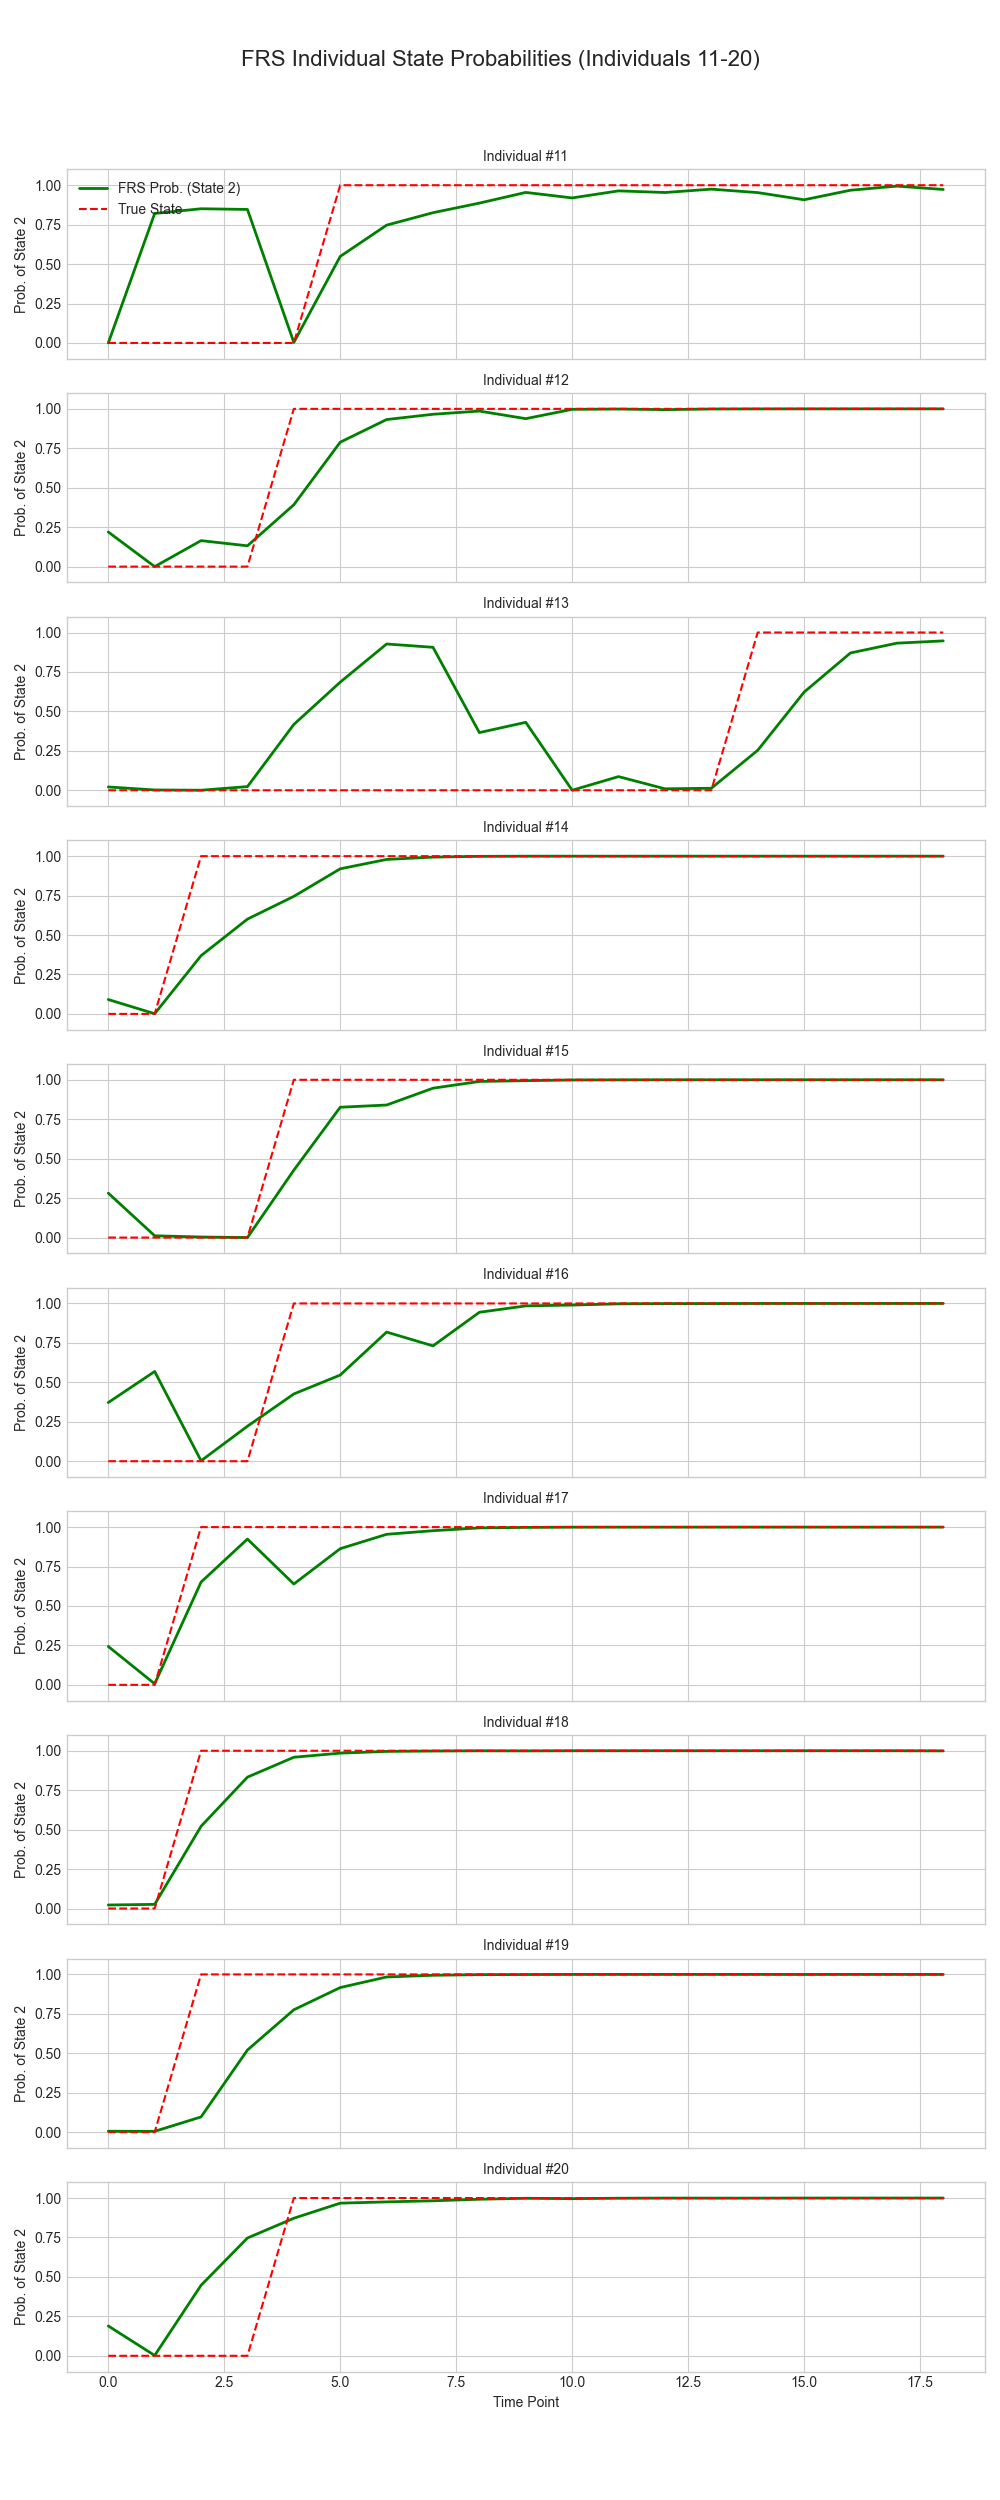 FRS Individual State Probabilities (Individuals 11-20)
Individual #11
FRS Prob. (State 2)
True State
Prob. of State 2
1.00
0.75
0.50
0.25
0.00
Individual #12
Prob. of State 2
1.00
0.75
0.50
0.25
0.00
Individual #13
Prob. of State 2
1.00
0.75
0.50
0.25
0.00
Individual #14
Prob. of State 2
1.00
0.75
0.50
0.25
0.00
Individual #15
Prob. of State 2
1.00
0.75
0.50
0.25
0.00
Individual #16
Prob. of State 2
1.00
0.75
0.50
0.25
0.00
Individual #17
Prob. of State 2
1.00
0.75
0.50
0.25
0.00
Individual #18
Prob. of State 2
1.00
0.75
0.50
0.25
0.00
Individual #19
Prob. of State 2
1.00
0.75
0.50
0.25
0.00
Individual #20
Prob. of State 2
1.00
0.75
0.50
0.25
0.00
0.0 2.5 5.0 7.5 10.0 12.5 15.0 17.5
Time Point